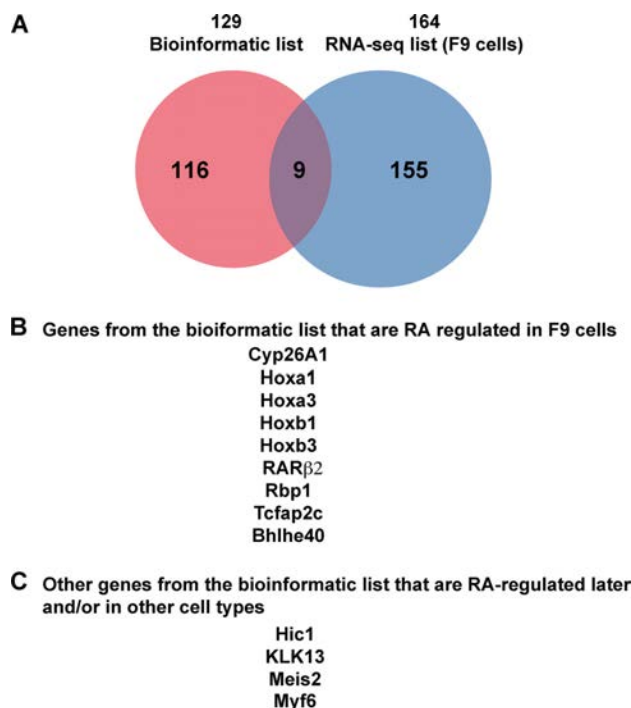 A
129
Bioinformatic list
164
RNA-seq list (F9 cells)
116
9
155
B Genes from the bioiformatic list that are RA regulated in F9 cells
Cyp26A1
Hoxa1
Hoxa3
Hoxb1
Hoxb3
RARβ2
Rbp1
Tcfap2c
Bhlhe40
C Other genes from the bioinformatic list that are RA-regulated later
and/or in other cell types
Hic1
KLK13
Meis2
Myf6